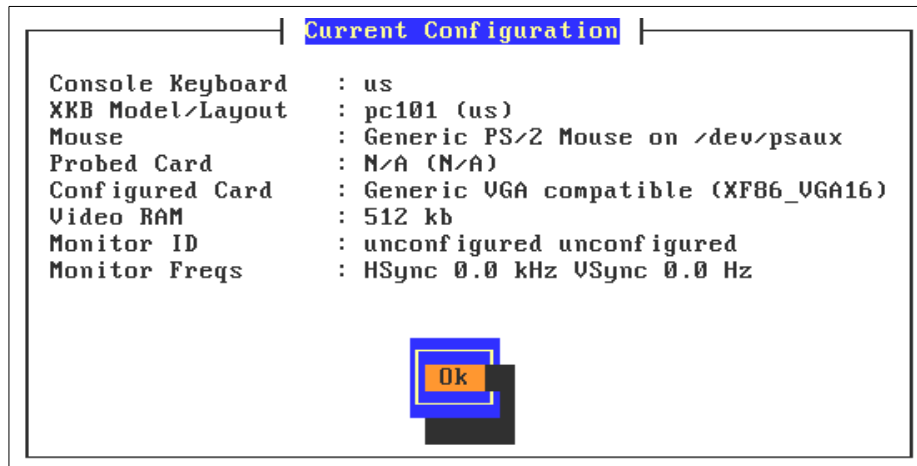 Current Configuration
Console Keyboard : us
XKB Model/Layout : pc101 (us)
Mouse : Generic PS/2 Mouse on /dev/psaux
Probed Card : N/A (N/A)
Configured Card : Generic VGA compatible (XF86_VGA16)
Video RAM : 512 kb
Monitor ID : unconfigured unconfigured
Monitor Freqs : HSync 0.0 kHz VSync 0.0 Hz
Ok